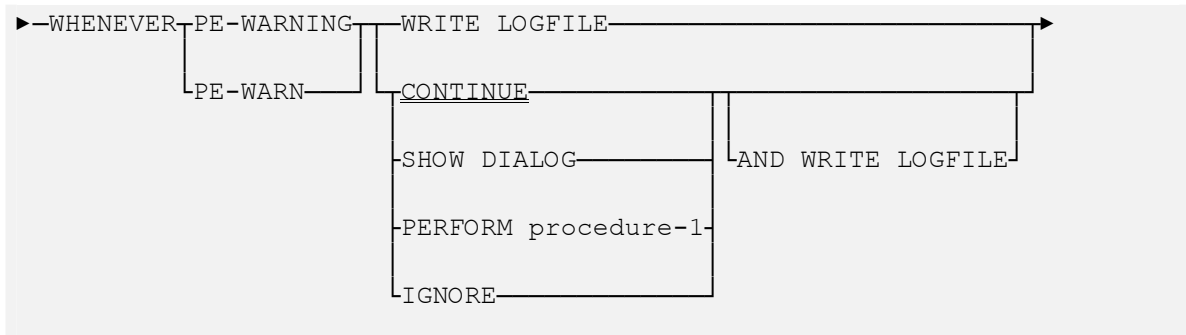 WHENEVER PE-WARNING WRITE LOGFILE
PE-WARN CONTINUE
SHOW DIALOG AND WRITE LOGFILE
PERFORM procedure-1
IGNORE